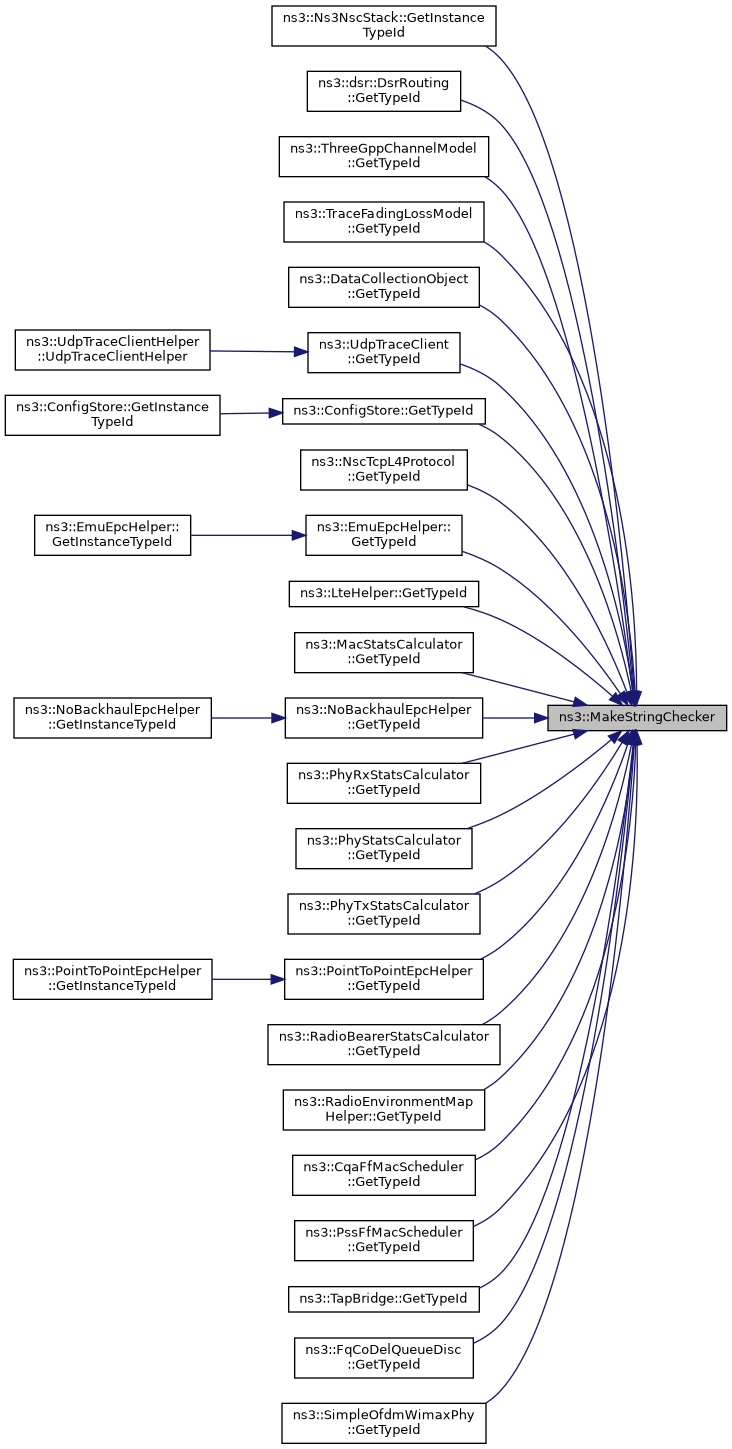 ns3::Ns3NscStack::GetInstance
TypeId
ns3::dsr::DsrRouting
::GetTypeId
ns3::ThreeGppChannelModel
::GetTypeId
ns3::TraceFadingLossModel
::GetTypeId
ns3::DataCollectionObject
::GetTypeId
ns3::UdpTraceClientHelper
::UdpTraceClientHelper
ns3::UdpTraceClient
::GetTypeId
ns3::ConfigStore::GetInstance
TypeId
ns3::ConfigStore::GetTypeId
ns3::NscTcpL4Protocol
::GetTypeId
ns3::EmuEpcHelper::
GetInstanceTypeId
ns3::EmuEpcHelper::
GetTypeId
ns3::LteHelper::GetTypeId
ns3::MacStatsCalculator
::GetTypeId
ns3::NoBackhaulEpcHelper
::GetInstanceTypeId
ns3::NoBackhaulEpcHelper
::GetTypeId
ns3::MakeStringChecker
ns3::PhyRxStatsCalculator
::GetTypeId
ns3::PhyStatsCalculator
::GetTypeId
ns3::PhyTxStatsCalculator
::GetTypeId
ns3::PointToPointEpcHelper
::GetInstanceTypeId
ns3::PointToPointEpcHelper
::GetTypeId
ns3::RadioBearerStatsCalculator
::GetTypeId
ns3::RadioEnvironmentMap
Helper::GetTypeId
ns3::CqaFfMacScheduler
::GetTypeId
ns3::PssFfMacScheduler
::GetTypeId
ns3::TapBridge::GetTypeId
ns3::FqCoDelQueueDisc
::GetTypeId
ns3::SimpleOfdmWimaxPhy
::GetTypeId